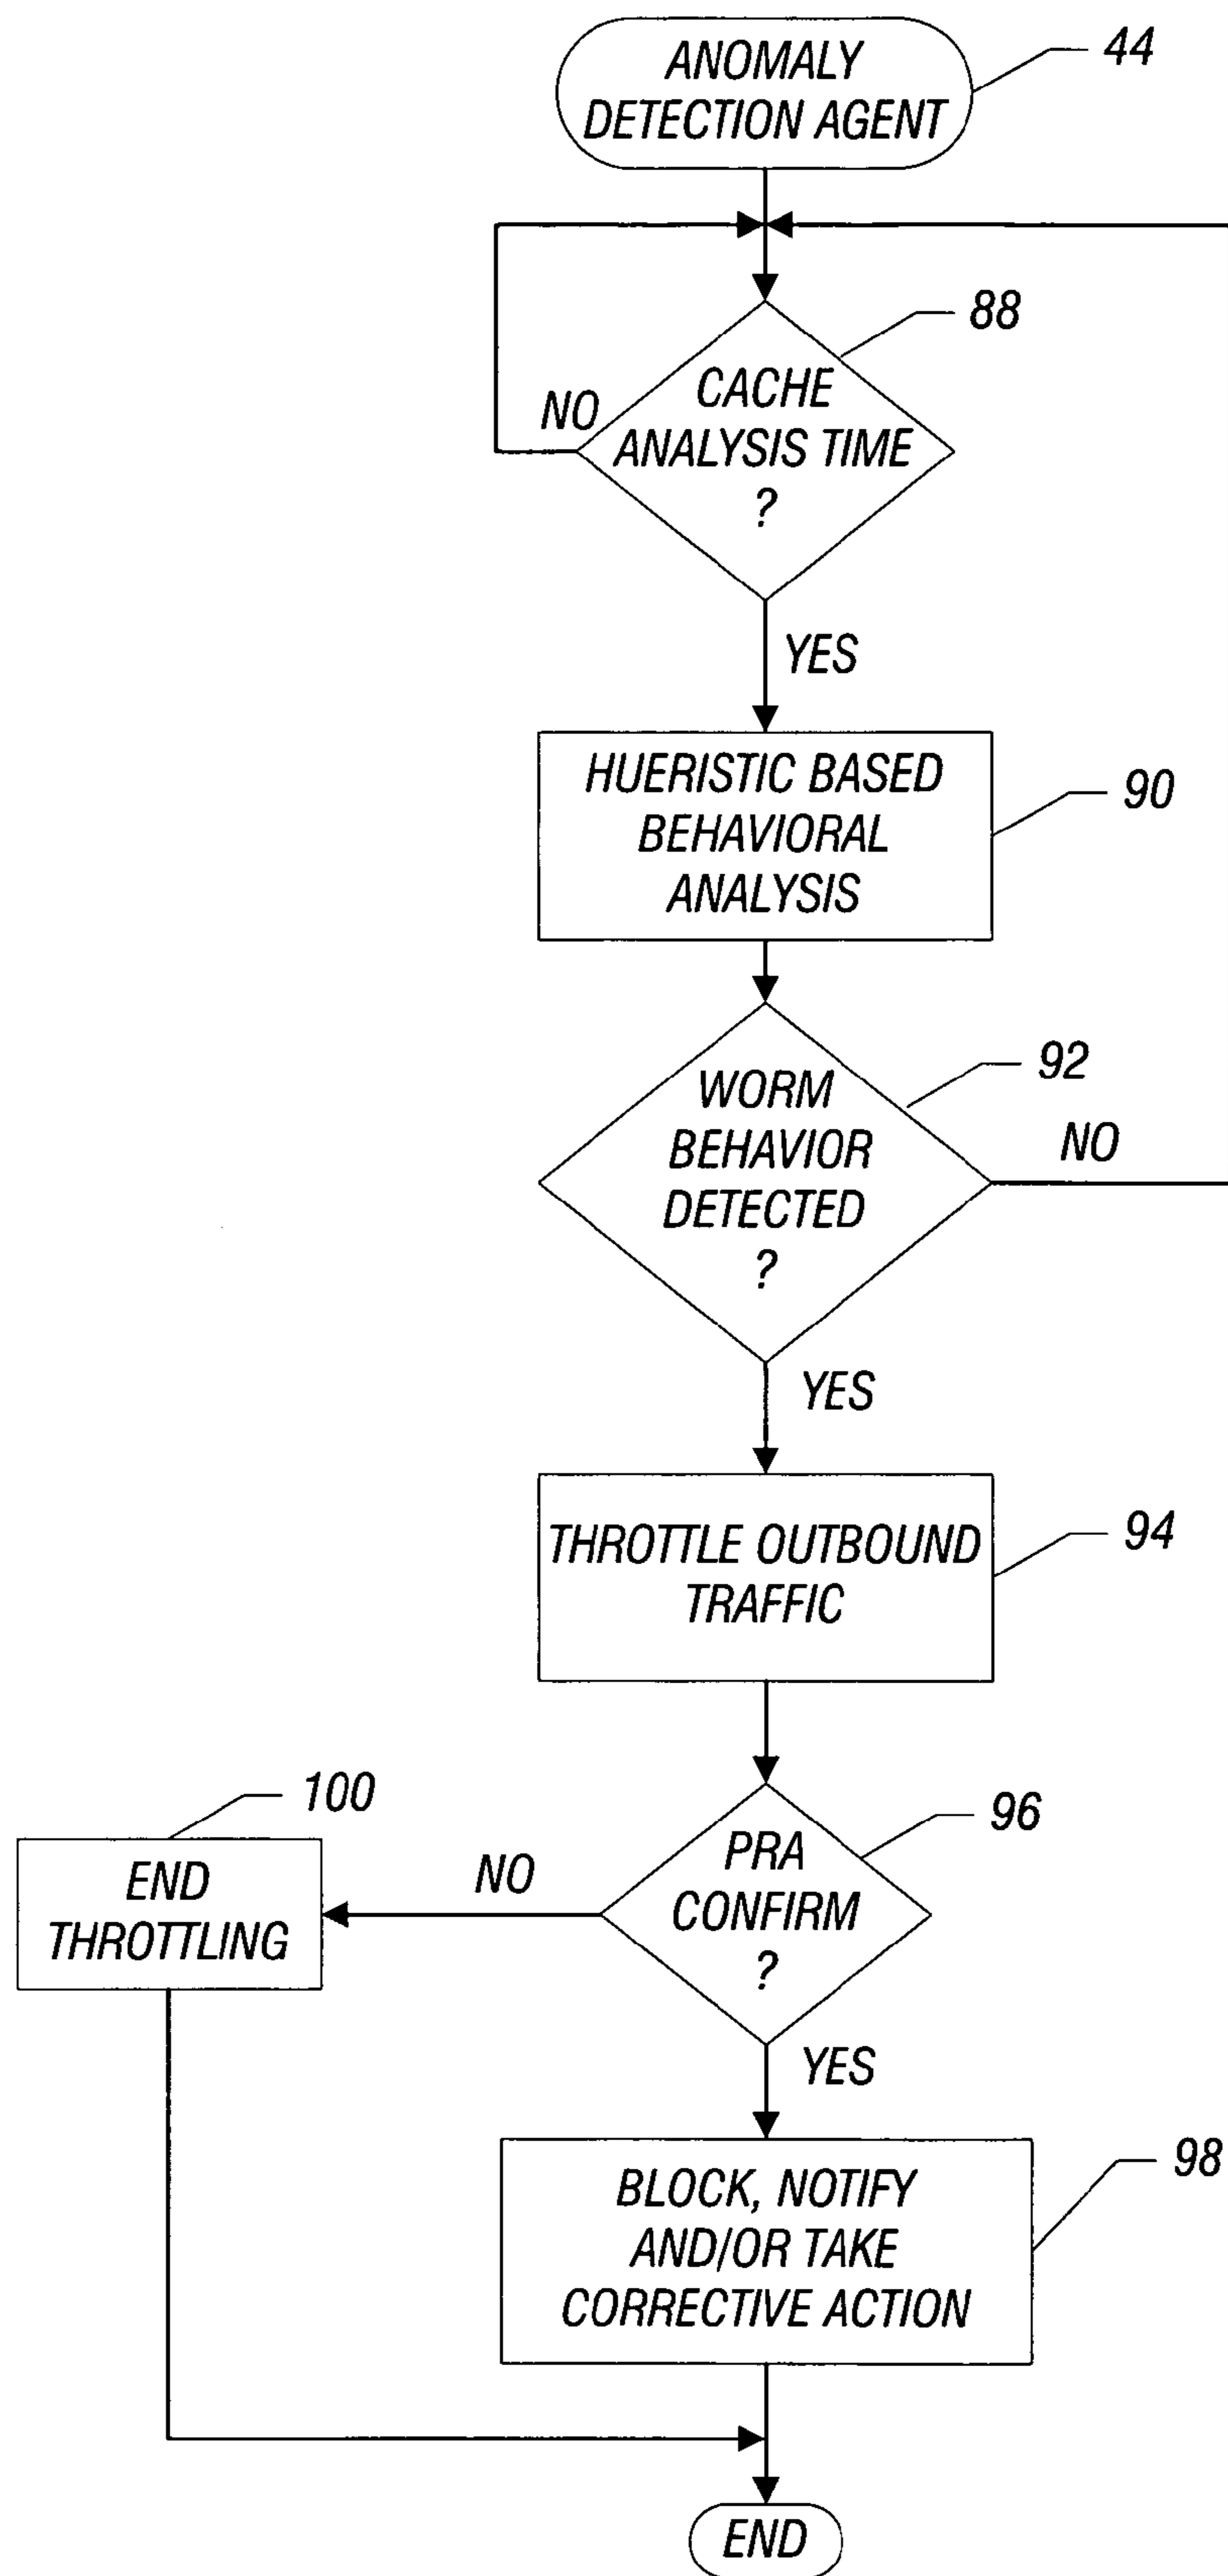 ANOMALY
DETECTION AGENT
44
88
CACHE
ANALYSIS TIME
?
NO
YES
HUERISTIC BASED
BEHAVIORAL
ANALYSIS
90
92
WORM
BEHAVIOR
DETECTED
?
NO
YES
THROTTLE OUTBOUND
TRAFFIC
94
100
END
THROTTLING
NO
96
PRA
CONFIRM
?
YES
BLOCK, NOTIFY
AND/OR TAKE
CORRECTIVE ACTION
98
END